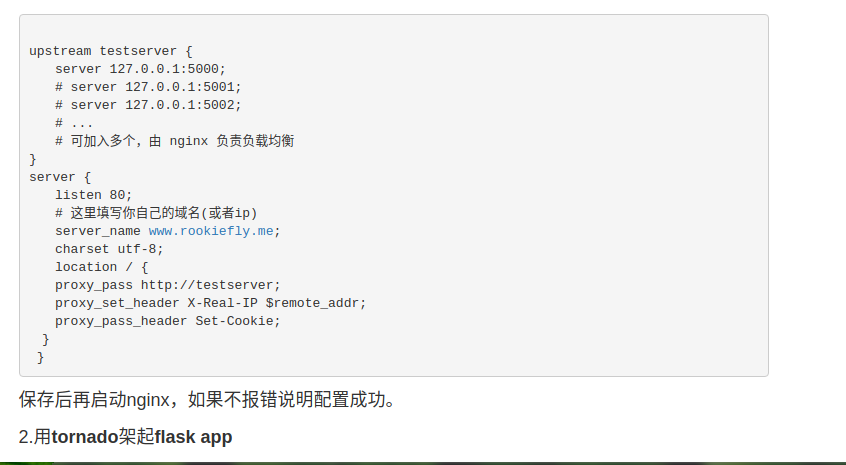 upstream testserver {
server 127.0.0.1:5000;
# server 127.0.0.1:5001;
# server 127.0.0.1:5002;
# ...
# 可加入多个，由 nginx 负责负载均衡
}
server {
listen 80;
# 这里填写你自己的域名(或者ip)
server_name www.rookiefly.me;
charset utf-8;
location / {
proxy_pass http://testserver;
proxy_set_header X-Real-IP $remote_addr;
proxy_pass_header Set-Cookie;
}
}
保存后再启动nginx，如果不报错说明配置成功。
2.用tornado架起flask app